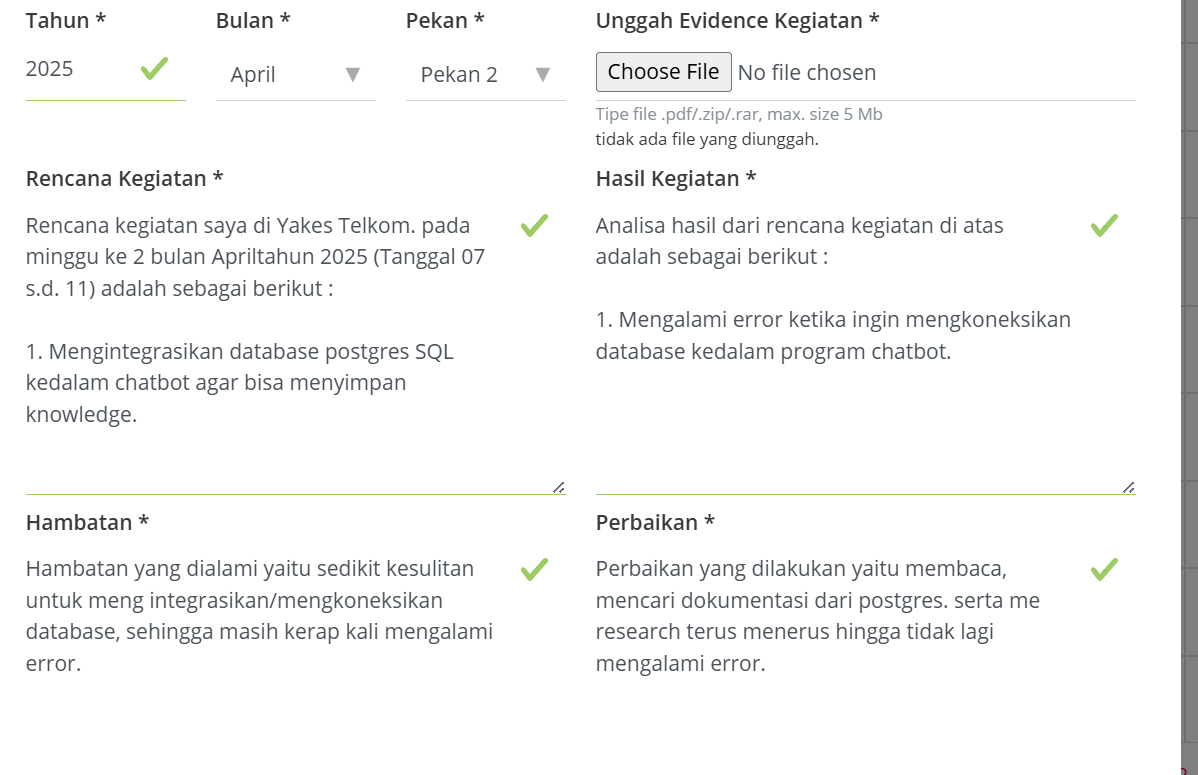 Tahun *
Bulan *
Pekan *
Unggah Evidence Kegiatan *
2025
April
Pekan 2
Choose File No file chosen
Tipe file .pdf/.zip/.rar, max. size 5 Mb
tidak ada file yang diunggah.
Rencana Kegiatan *
Rencana kegiatan saya di Yakes Telkom. pada
minggu ke 2 bulan Apriltahun 2025 (Tanggal 07
s.d. 11) adalah sebagai berikut :
1. Mengintegrasikan database postgres SQL
kedalam chatbot agar bisa menyimpan
knowledge.
Hasil Kegiatan *
Analisa hasil dari rencana kegiatan di atas
adalah sebagai berikut :
1. Mengalami error ketika ingin mengkoneksikan
database kedalam program chatbot.
Hambatan *
Hambatan yang dialami yaitu sedikit kesulitan
untuk meng integrasikan/mengkoneksikan
database, sehingga masih kerap kali mengalami
error.
Perbaikan *
Perbaikan yang dilakukan yaitu membaca,
mencari dokumentasi dari postgres. serta me
research terus menerus hingga tidak lagi
mengalami error.